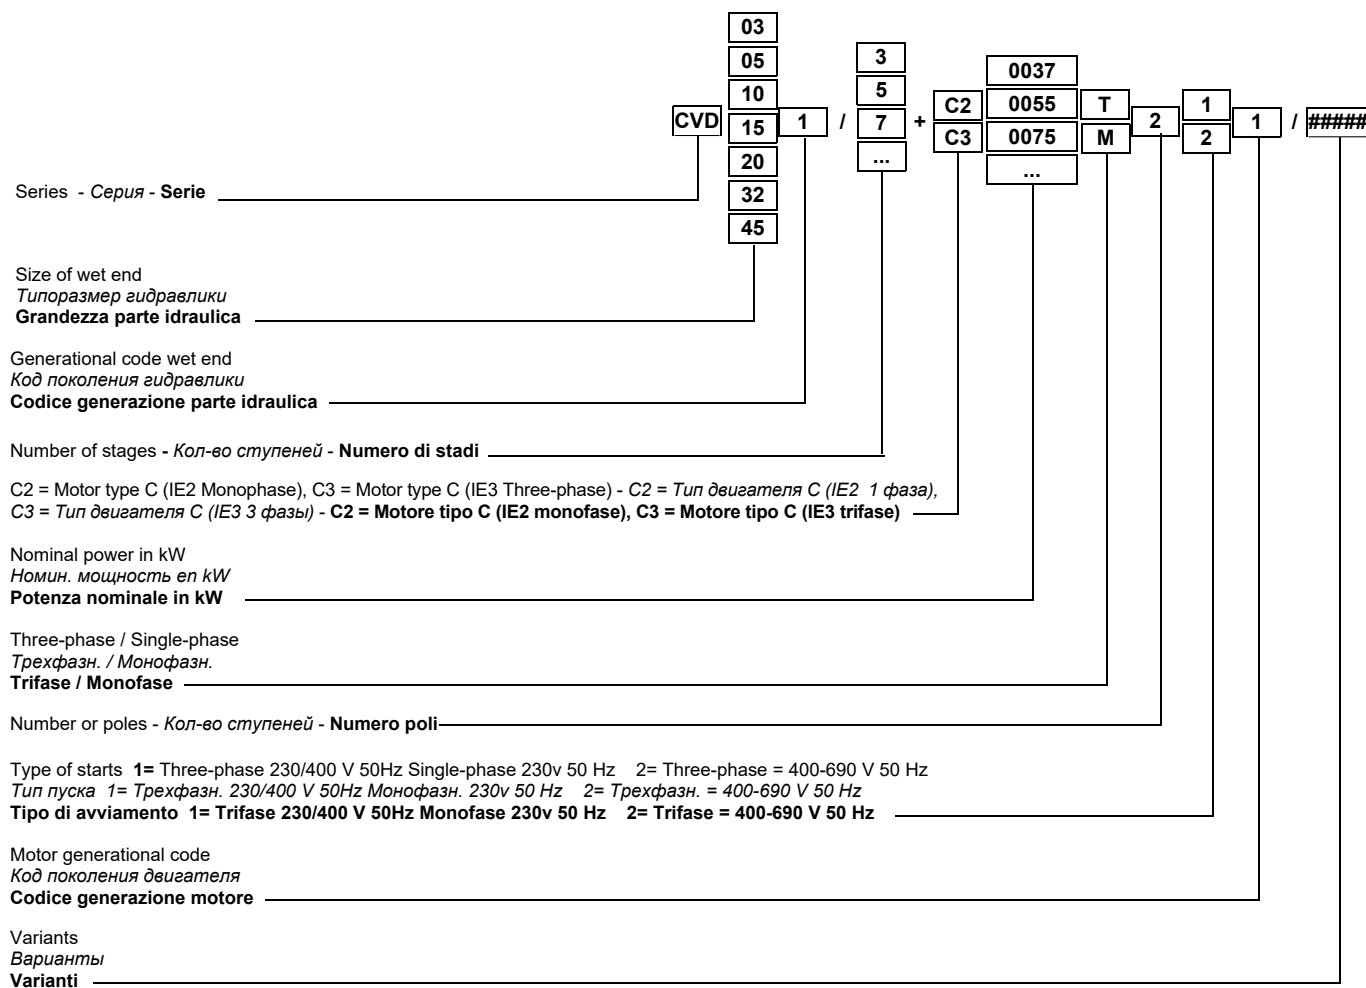 03
05
10
15
20
32
45
CVD
1
/
3
5
7
...
+
C2
C3
0037
0055
0075
...
T
M
2
1
2
1
/
#####
Series - Серия - Serie
Size of wet end
Типоразмер гидравлики
Grandezza parte idraulica
Generational code wet end
Код поколения гидравлики
Codice generazione parte idraulica
Number of stages - Кол-во ступеней - Numero di stadi
C2 = Motor type C (IE2 Monophase), C3 = Motor type C (IE3 Three-phase) - C2 = Тип двигателя C (IE2 1 фаза),
C3 = Тип двигателя C (IE3 3 фазы) - C2 = Motore tipo C (IE2 monofase), C3 = Motore tipo C (IE3 trifase)
Nominal power in kW
Номин. мощность en kW
Potenza nominale in kW
Three-phase / Single-phase
Трехфазн. / Монофазн.
Trifase / Monofase
Number or poles - Кол-во ступеней - Numero poli
Type of starts 1= Three-phase 230/400 V 50Hz Single-phase 230v 50 Hz 2= Three-phase = 400-690 V 50 Hz
Тип пуска 1= Трехфазн. 230/400 V 50Hz Монофазн. 230v 50 Hz 2= Трехфазн. = 400-690 V 50 Hz
Tipo di avviamento 1= Trifase 230/400 V 50Hz Monofase 230v 50 Hz 2= Trifase = 400-690 V 50 Hz
Motor generational code
Код поколения двигателя
Codice generazione motore
Variants
Варианты
Varianti